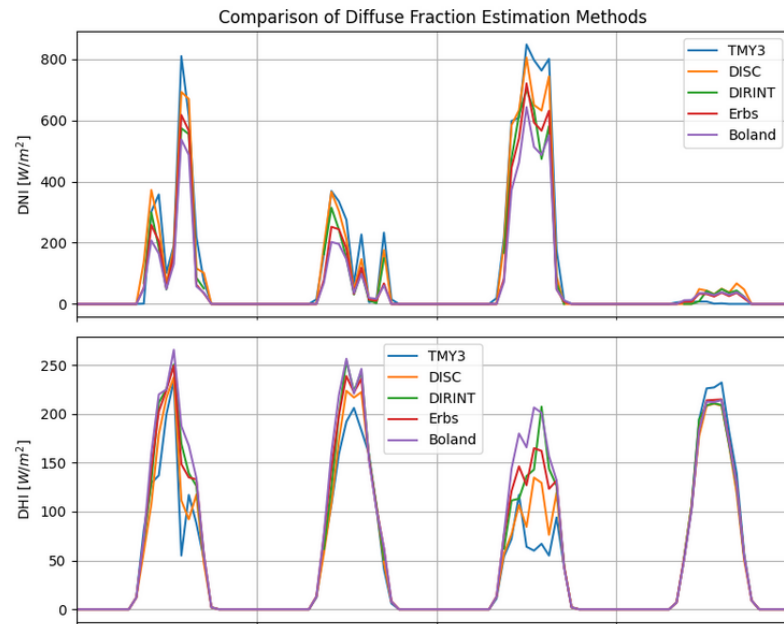 Comparison of Diffuse Fraction Estimation Methods
DNI [W/m²]
800
600
400
200
0
TMY3
DISC
DIRINT
Erbs
Boland
DHI [W/m²]
250
200
150
100
50
0
TMY3
DISC
DIRINT
Erbs
Boland